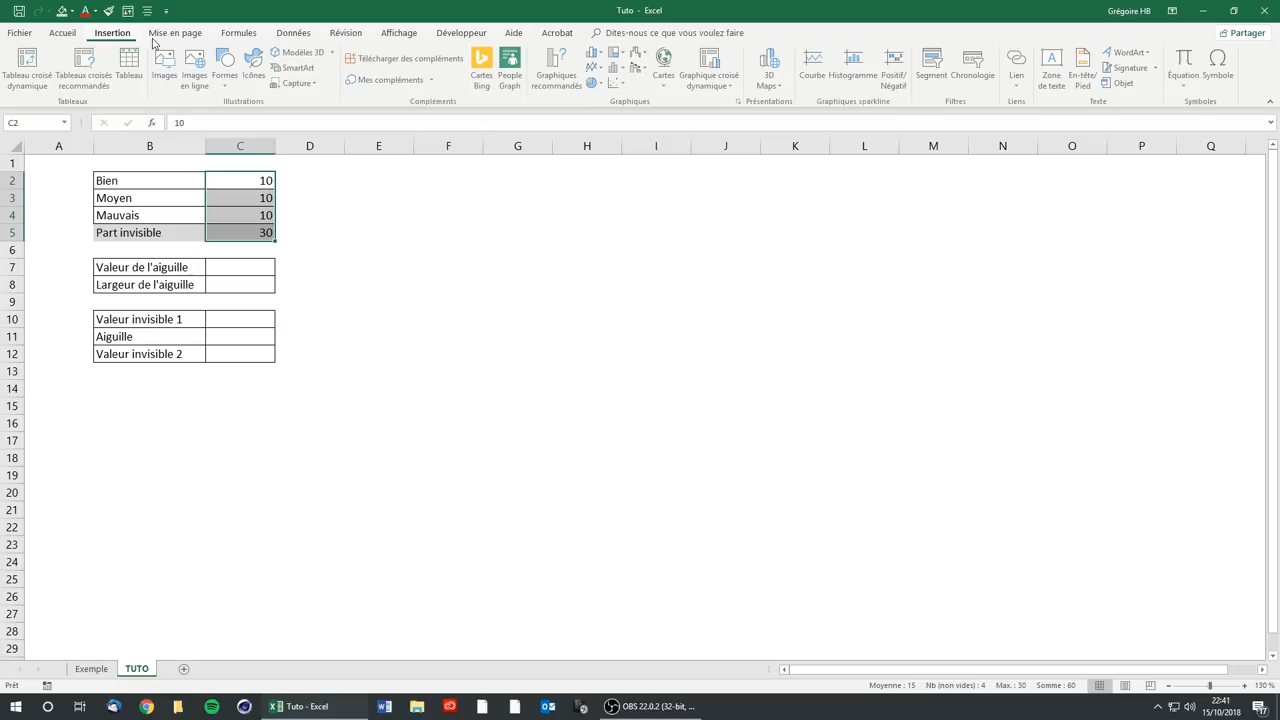 Tuto - Excel
Grégoire HB
Fichier Accueil Insertion Mise en page Formules Données Révision Affichage Développeur Aide Acrobat Dites-nous ce que vous voulez faire Partager
Tableau croisé dynamique
Tableaux croisés recommandés
Tableau
Tableaux
Images
Images en ligne
Formes
Icônes
Modèles 3D
SmartArt
Capture
Illustrations
Télécharger des compléments
Mes compléments
Cartes Bing
People Graph
Compléments
Graphiques recommandés
Cartes
Graphique croisé dynamique
Graphiques
3D Maps
Présentations
Courbe
Histogramme
Positif/ Négatif
Graphiques sparkline
Segment
Chronologie
Filtres
Lien
Liens
Zone de texte
En-tête/ Pied
WordArt
Signature
Objet
Texte
Équation
Symbole
Symboles
C2 fx 10
A B C D E F G H I J K L M N O P Q
1
2 Bien 10
3 Moyen 10
4 Mauvais 10
5 Part invisible 30
6
7 Valeur de l'aiguille
8 Largeur de l'aiguille
9
10 Valeur invisible 1
11 Aiguille
12 Valeur invisible 2
13
14
15
16
17
18
19
20
21
22
23
24
25
26
27
28
29
Exemple TUTO
Prêt
Moyenne : 15 Nb (non vides) : 4 Max. : 30 Somme : 60 130 %
Tuto - Excel
OBS 22.0.2 (32-bit, ...
22:41
15/10/2018
17